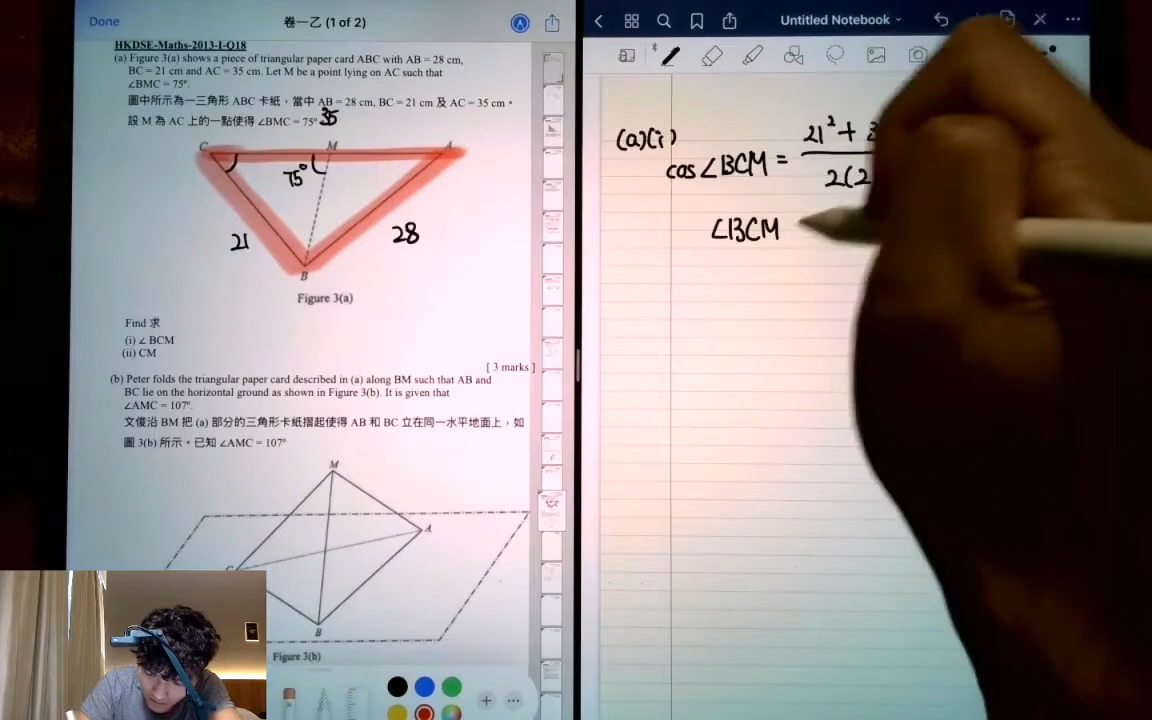 Done
卷一乙 (1 of 2)
HKDSE-Maths-2013-I-Q18
(a) Figure 3(a) shows a piece of triangular paper card ABC with AB = 28 cm,
BC = 21 cm and AC = 35 cm. Let M be a point lying on AC such that
∠BMC = 75°.
圖中所示為一三角形 ABC 卡紙，當中 AB = 28 cm, BC = 21 cm 及 AC = 35 cm。
設 M 為 AC 上的一點使得 ∠BMC = 75°
35
C
M
A
75°
21
28
B
Figure 3(a)
Find 求
(i) ∠ BCM
(ii) CM
[ 3 marks ]
(b) Peter folds the triangular paper card described in (a) along BM such that AB and
BC lie on the horizontal ground as shown in Figure 3(b). It is given that
∠AMC = 107°.
文俊沿 BM 把 (a) 部分的三角形卡紙摺起使得 AB 和 BC 立在同一水平地面上，如
圖 3(b) 所示。已知 ∠AMC = 107°
M
A
B
Figure 3(b)
Untitled Notebook
(a)(i)
cos∠BCM = 21² +
2(2
∠BCM